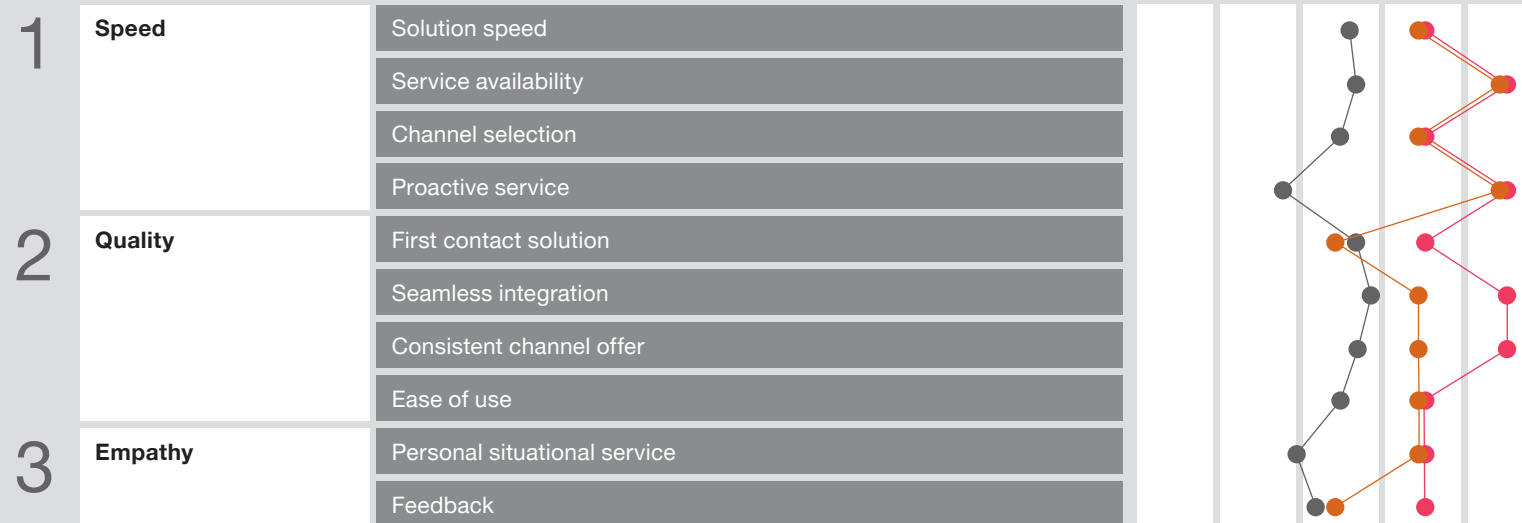 1
Speed
Solution speed
Service availability
Channel selection
Proactive service
2
Quality
First contact solution
Seamless integration
Consistent channel offer
Ease of use
3
Empathy
Personal situational service
Feedback